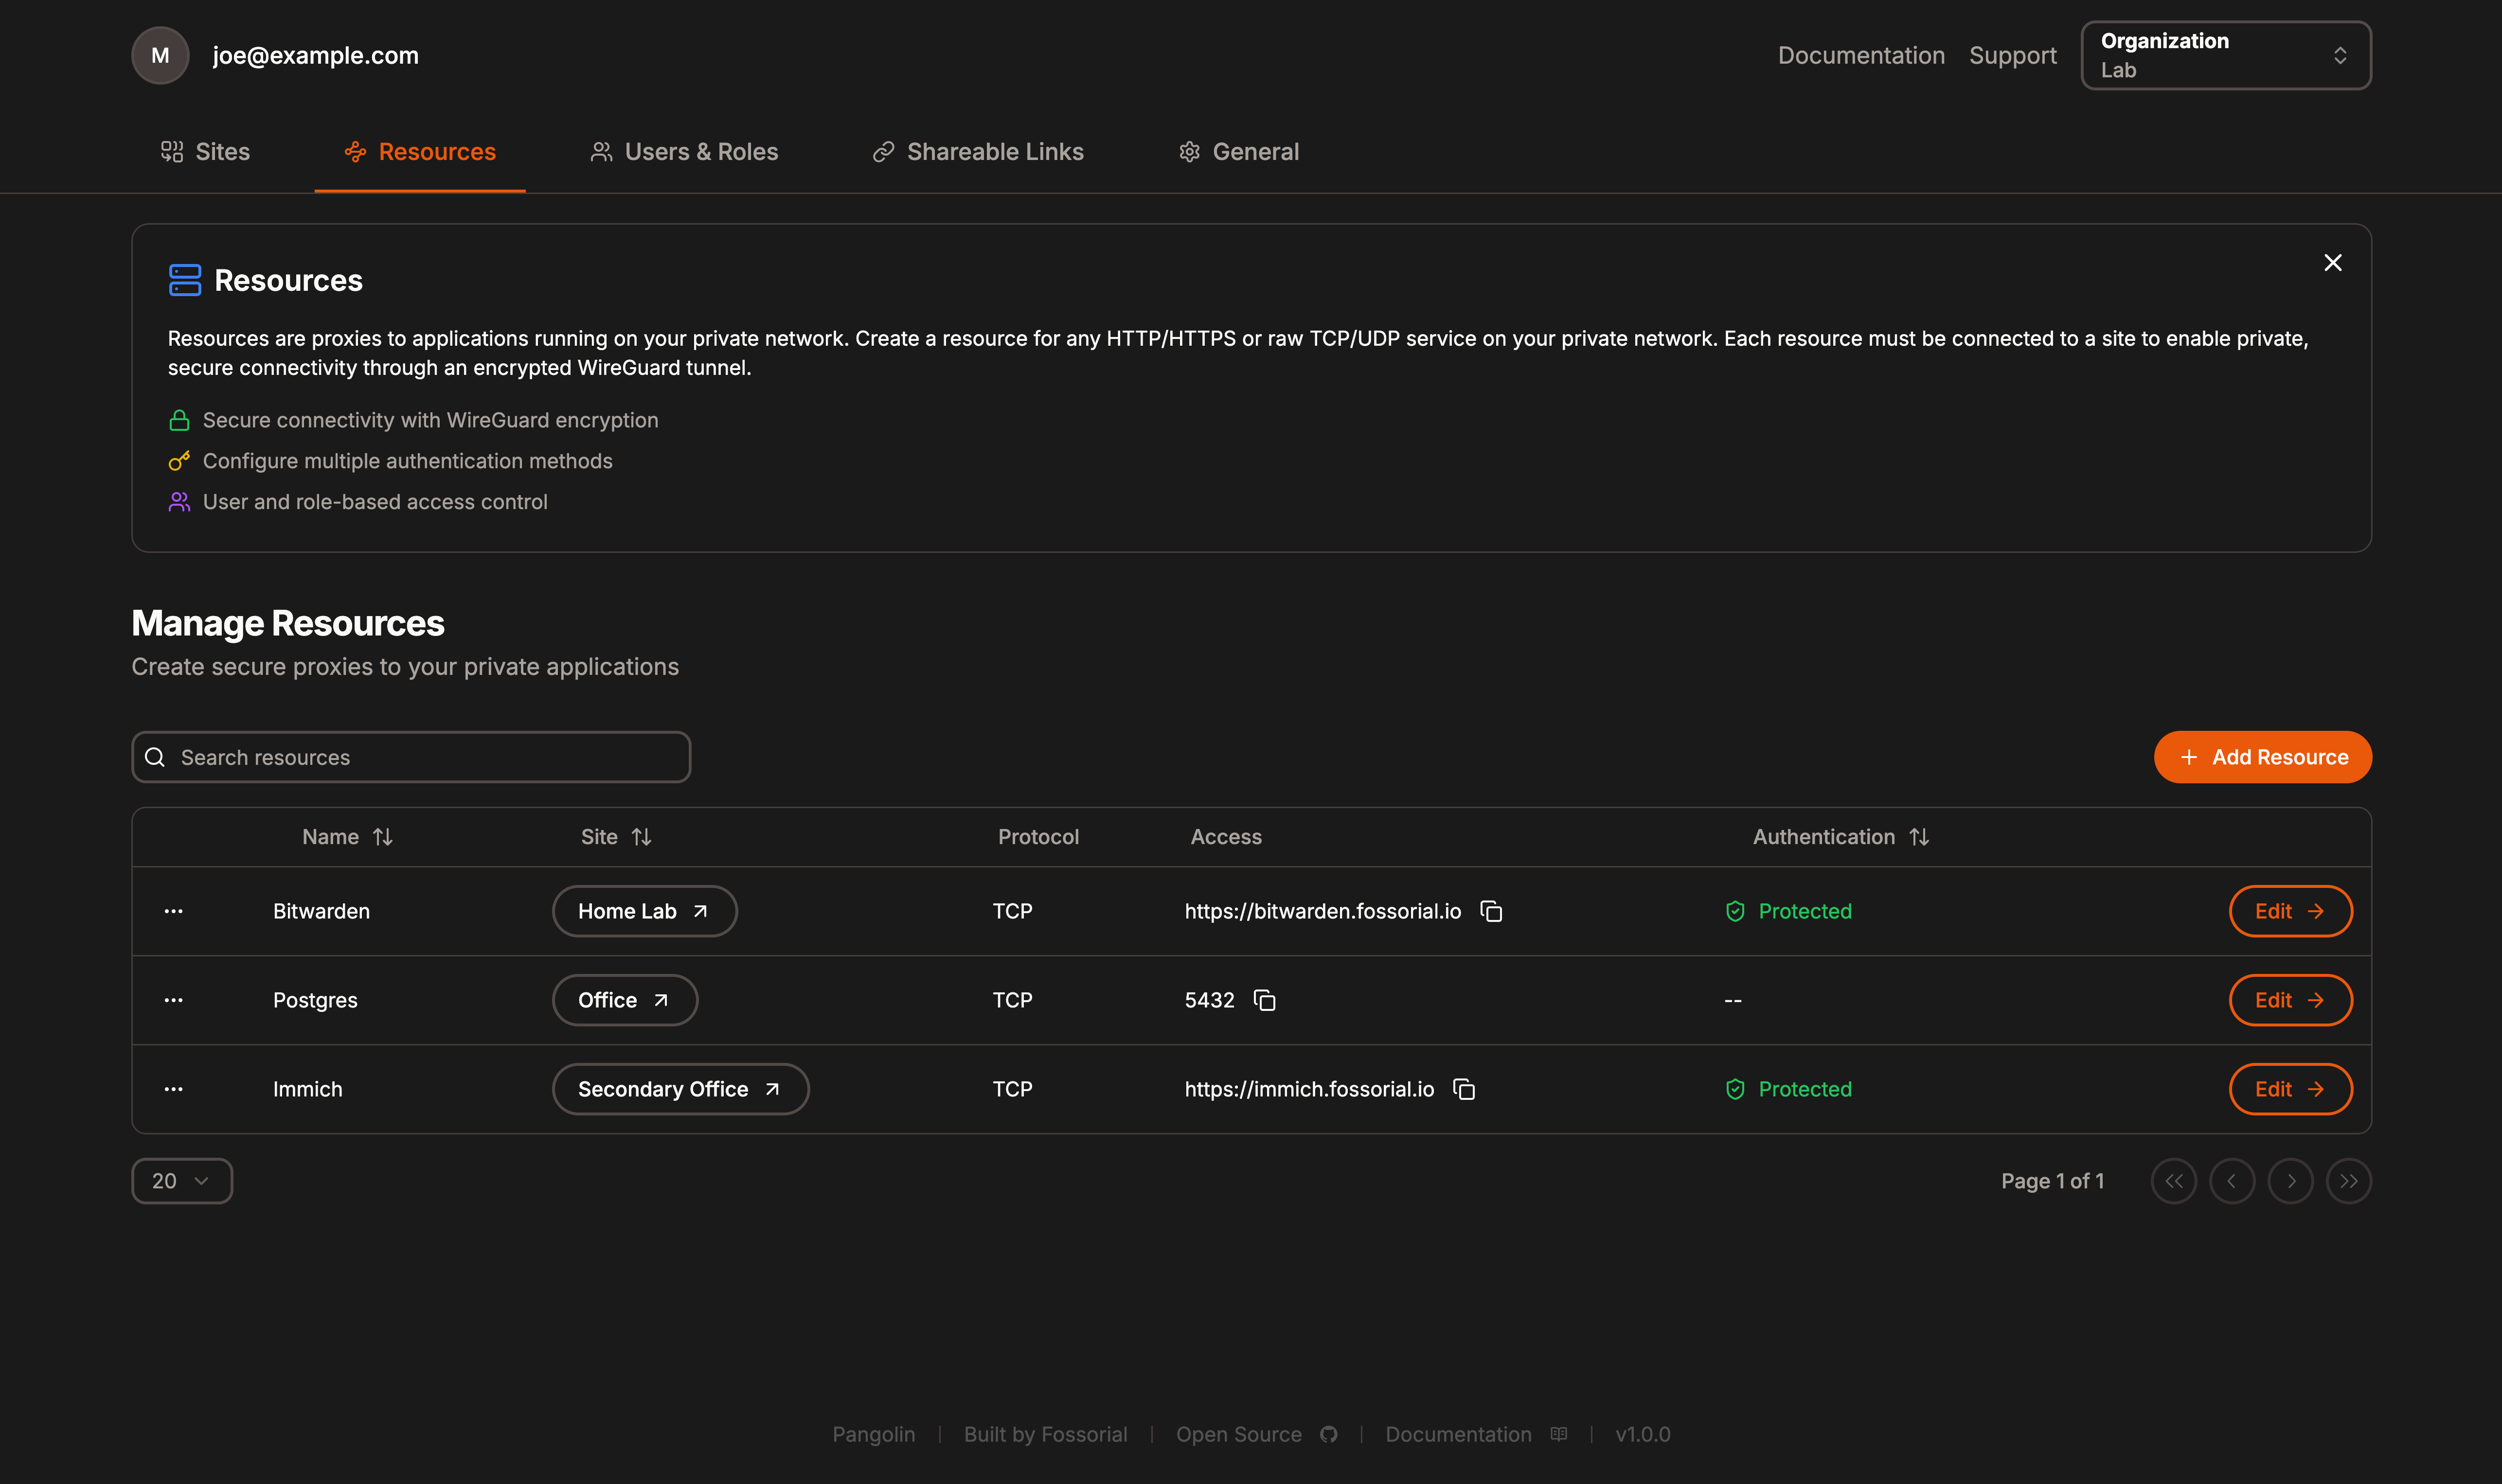 M joe@example.com Documentation Support Organization
Lab
Sites Resources Users & Roles Shareable Links General
Resources
Resources are proxies to applications running on your private network. Create a resource for any HTTP/HTTPS or raw TCP/UDP service on your private network. Each resource must be connected to a site to enable private,
secure connectivity through an encrypted WireGuard tunnel.
Secure connectivity with WireGuard encryption
Configure multiple authentication methods
User and role-based access control
Manage Resources
Create secure proxies to your private applications
Search resources + Add Resource
Name Site Protocol Access Authentication
Bitwarden Home Lab TCP https://bitwarden.fossorial.io Protected Edit
Postgres Office TCP 5432 -- Edit
Immich Secondary Office TCP https://immich.fossorial.io Protected Edit
20 Page 1 of 1
Pangolin | Built by Fossorial | Open Source | Documentation | v1.0.0